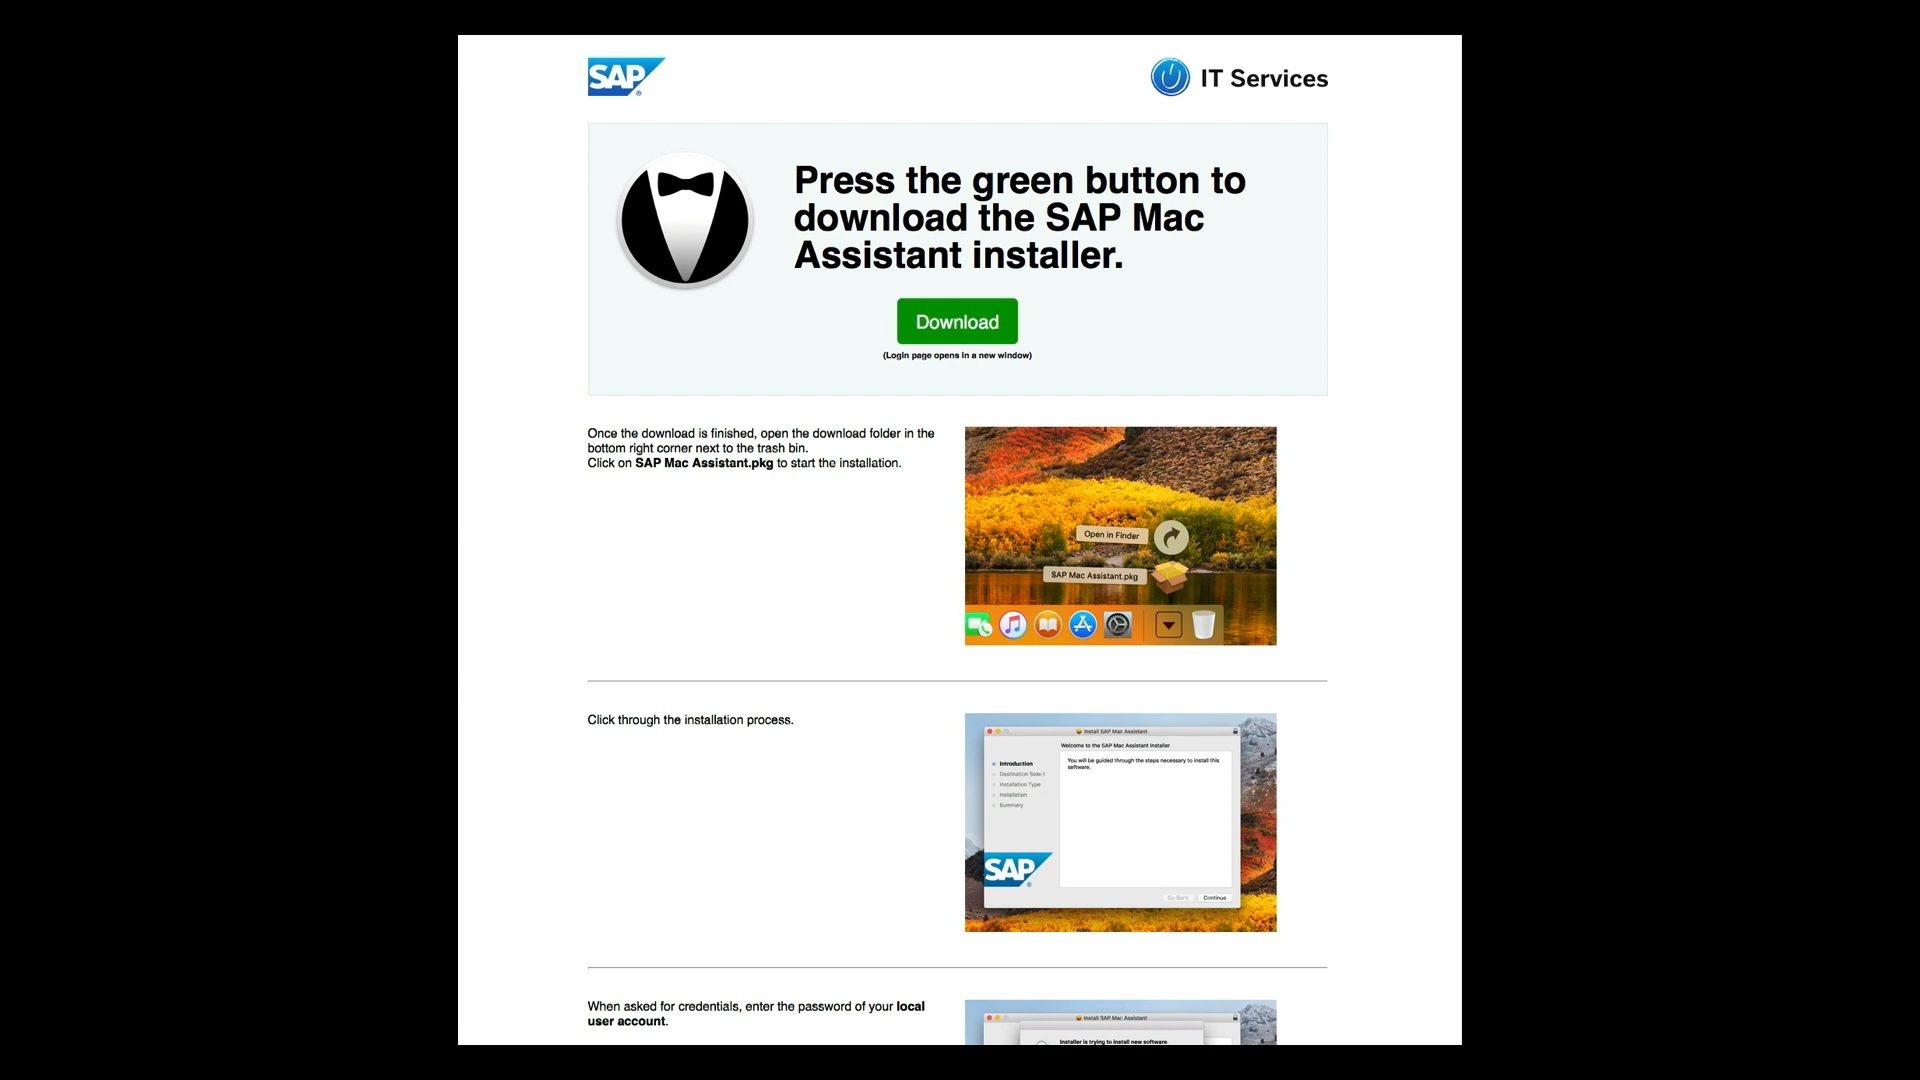 SAP
IT Services
Press the green button to
download the SAP Mac
Assistant installer.
Download
(Login page opens in a new window)
Once the download is finished, open the download folder in the
bottom right corner next to the trash bin.
Click on SAP Mac Assistant.pkg to start the installation.
Open in Finder
SAP Mac Assistant.pkg
Click through the installation process.
Install SAP Mac Assistant
Welcome to the SAP Mac Assistant Installer
Introduction
Destination Select
Installation Type
Installation
Summary
You will be guided through the steps necessary to install this
software.
SAP
Go Back
Continue
When asked for credentials, enter the password of your local
user account.
Install SAP Mac Assistant
Installer is trying to install new software